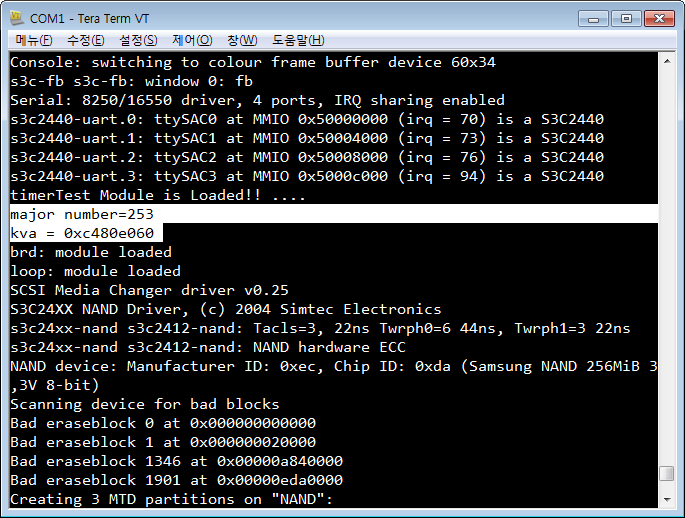 COM1 - Tera Term VT
메뉴(F) 수정(E) 설정(S) 제어(O) 창(W) 도움말(H)
Console: switching to colour frame buffer device 60x34
s3c-fb s3c-fb: window 0: fb
Serial: 8250/16550 driver, 4 ports, IRQ sharing enabled
s3c2440-uart.0: ttySAC0 at MMIO 0x50000000 (irq = 70) is a S3C2440
s3c2440-uart.1: ttySAC1 at MMIO 0x50004000 (irq = 73) is a S3C2440
s3c2440-uart.2: ttySAC2 at MMIO 0x50008000 (irq = 76) is a S3C2440
s3c2440-uart.3: ttySAC3 at MMIO 0x5000c000 (irq = 94) is a S3C2440
timerTest Module is Loaded!! ....
major number=253
kva = 0xc480e060
brd: module loaded
loop: module loaded
SCSI Media Changer driver v0.25
S3C24XX NAND Driver, (c) 2004 Simtec Electronics
s3c24xx-nand s3c2412-nand: Tacls=3, 22ns Twrph0=6 44ns, Twrph1=3 22ns
s3c24xx-nand s3c2412-nand: NAND hardware ECC
NAND device: Manufacturer ID: 0xec, Chip ID: 0xda (Samsung NAND 256MiB 3
,3V 8-bit)
Scanning device for bad blocks
Bad eraseblock 0 at 0x000000000000
Bad eraseblock 1 at 0x000000020000
Bad eraseblock 1346 at 0x00000a840000
Bad eraseblock 1901 at 0x00000eda0000
Creating 3 MTD partitions on "NAND":